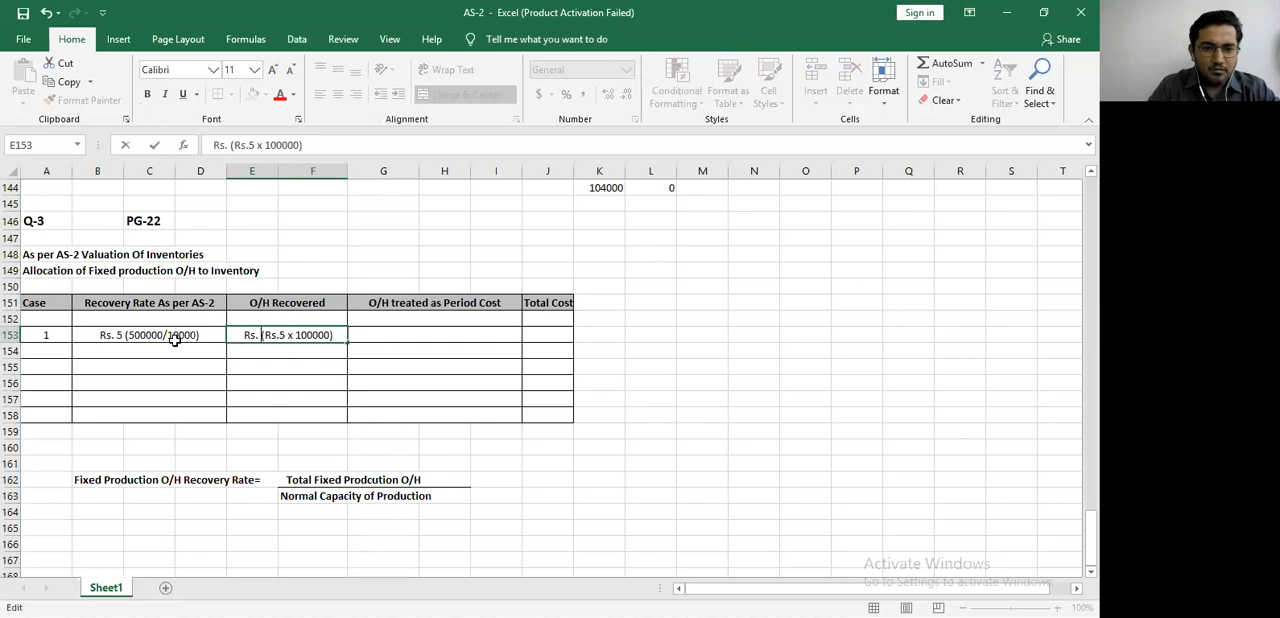 AS-2 - Excel (Product Activation Failed)
Sign in
File Home Insert Page Layout Formulas Data Review View Help Tell me what you want to do Share
Paste
Cut
Copy
Format Painter
Clipboard
Calibri 11
B I U
Font
Wrap Text
Merge & Center
Alignment
General
$ % ,
Number
Conditional Formatting
Format as Table
Cell Styles
Styles
Insert
Delete
Format
Cells
AutoSum
Fill
Clear
Sort & Filter
Find & Select
Editing
E153 fx Rs. (Rs.5 x 100000)
A B C D E F G H I J K L M N O P Q R S T
144 104000 0
145
146 Q-3 PG-22
147
148 As per AS-2 Valuation Of Inventories
149 Allocation of Fixed production O/H to Inventory
150
151 Case Recovery Rate As per AS-2 O/H Recovered O/H treated as Period Cost Total Cost
152
153 1 Rs. 5 (500000/10000) Rs. (Rs.5 x 100000)
154
155
156
157
158
159
160
161
162 Fixed Production O/H Recovery Rate= Total Fixed Prodcution O/H
163 Normal Capacity of Production
164
165
166
167
168
Activate Windows
Go to Settings to activate Windows.
Sheet1
Edit
100%